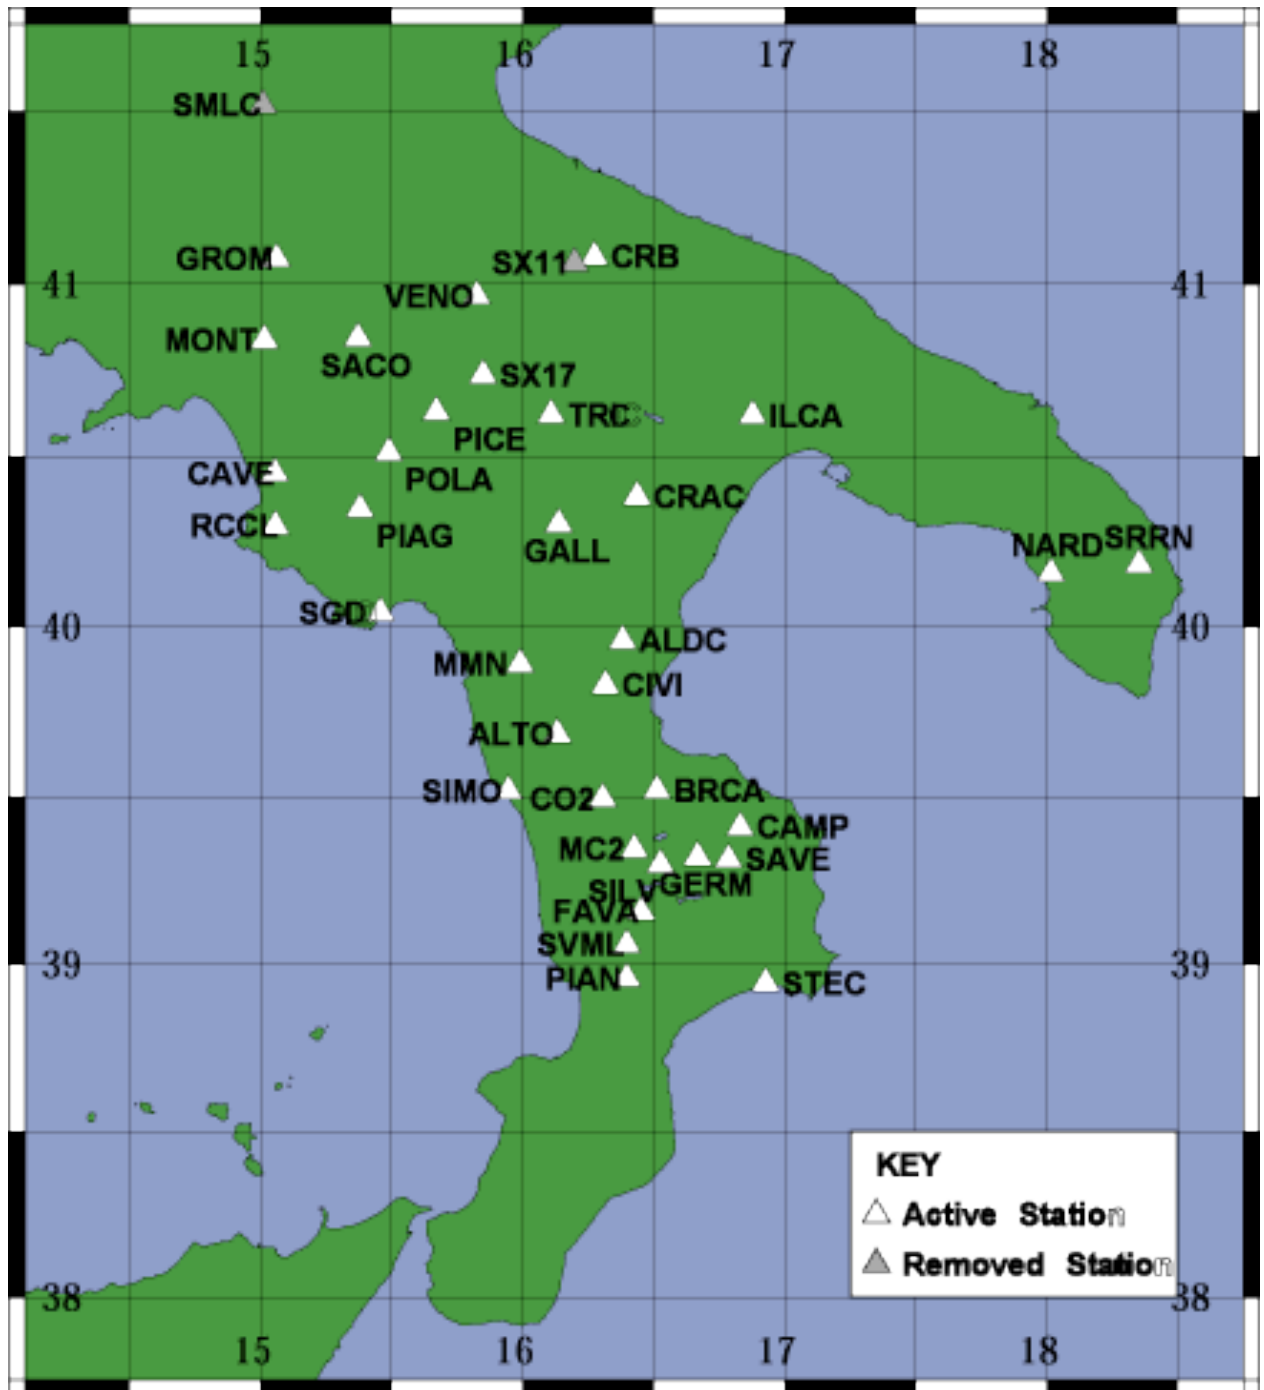 15 16 17 18
SMLC
GROM
SX11 CRB
41 41
VENO
MONT
SACO
SX17
PICE
TRC
ILCA
CAVE
POLA
CRAC
RCCL
PIAG
GALL
NARD
SRRN
SGD
40 40
ALDC
MMN
CIVI
ALTO
SIMO
CO2
BRCA
CAMP
MC2
SAVE
SILV
GERM
FAVA
SVML
39 39
PIAN
STEC
KEY
Active Station
Removed Station
38 38
15 16 17 18